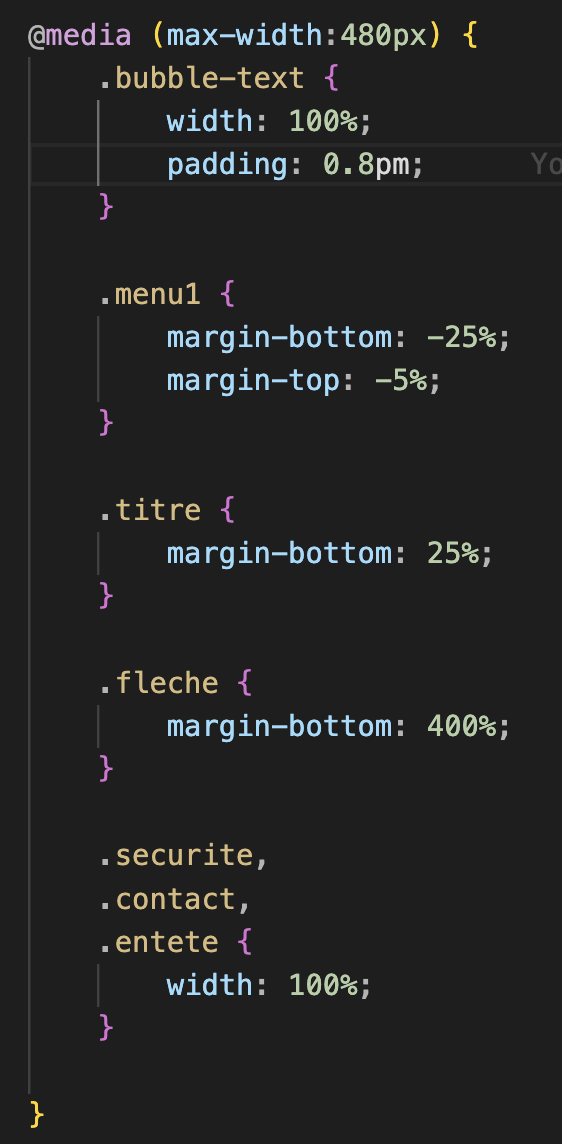 @media (max-width:480px) {
.bubble-text {
width: 100%;
padding: 0.8pm;
}
.menu1 {
margin-bottom: -25%;
margin-top: -5%;
}
.titre {
margin-bottom: 25%;
}
.fleche {
margin-bottom: 400%;
}
.securite,
.contact,
.entete {
width: 100%;
}
}